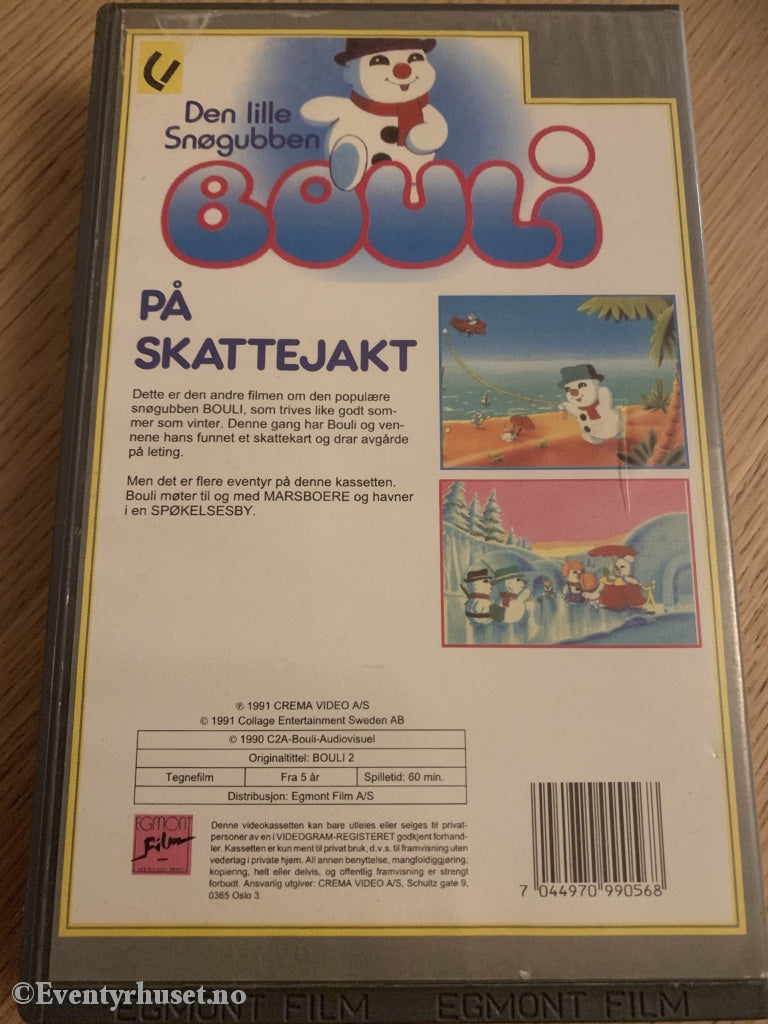 Den lille
Snøgubben
BOULI
PÅ
SKATTEJAKT
Dette er den andre filmen om den populære
snøgubben BOULI, som trives like godt som-
mer som vinter. Denne gang har Bouli og ven-
nene hans funnet et skattekart og drar avgårde
på leting.
Men det er flere eventyr på denne kassetten.
Bouli møter til og med MARSBOERE og havner
i en SPØKELSESBY.
℗ 1991 CREMA VIDEO A/S
© 1991 Collage Entertainment Sweden AB
© 1990 C2A-Bouli-Audiovisuel
Originaltittel: BOULI 2
Tegnefilm Fra 5 år Spilletid: 60 min.
Distribusjon: Egmont Film A/S
EGMONT
Film
Denne videokassetten kan bare utleies eller selges til privat-
personer av en i VIDEOGRAM-REGISTERET godkjent forhand-
ler. Kassetten er kun ment til privat bruk, d.v.s. til framvisning uten
vederlag i private hjem. All annen benyttelse, mangfoldiggjøring,
kopiering, helt eller delvis, og offentlig framvisning er strengt
forbudt. Ansvarlig utgiver: CREMA VIDEO A/S, Schultz gate 9,
0365 Oslo 3.
7 044970 990568
©Eventyrhuset.no
EGMONT FILM EGMONT FILM